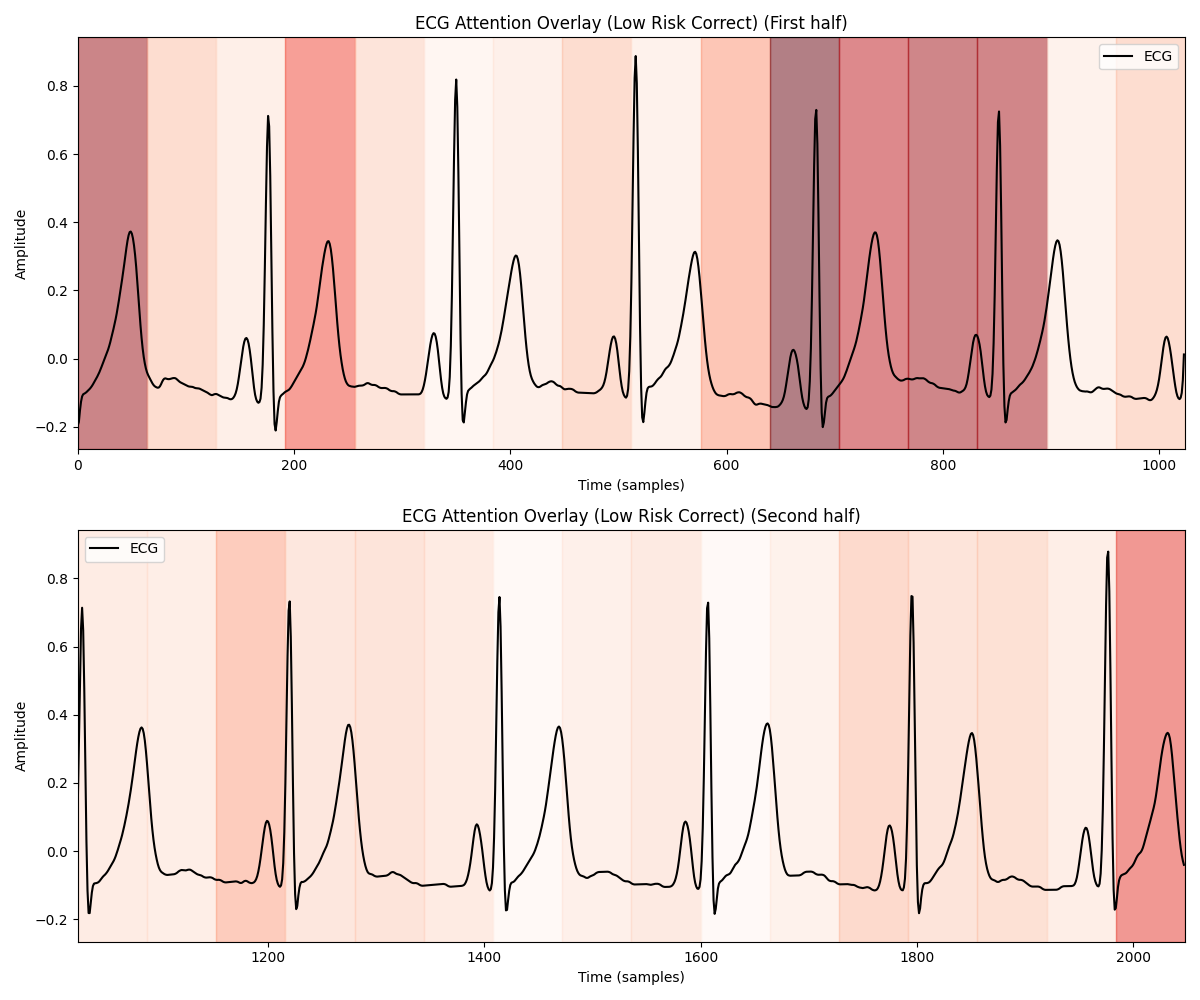 ECG Attention Overlay (Low Risk Correct) (First half)
ECG
0.8
0.6
0.4
0.2
0.0
−0.2
Amplitude
0 200 400 600 800 1000
Time (samples)
ECG Attention Overlay (Low Risk Correct) (Second half)
ECG
0.8
0.6
0.4
0.2
0.0
−0.2
Amplitude
1200 1400 1600 1800 2000
Time (samples)